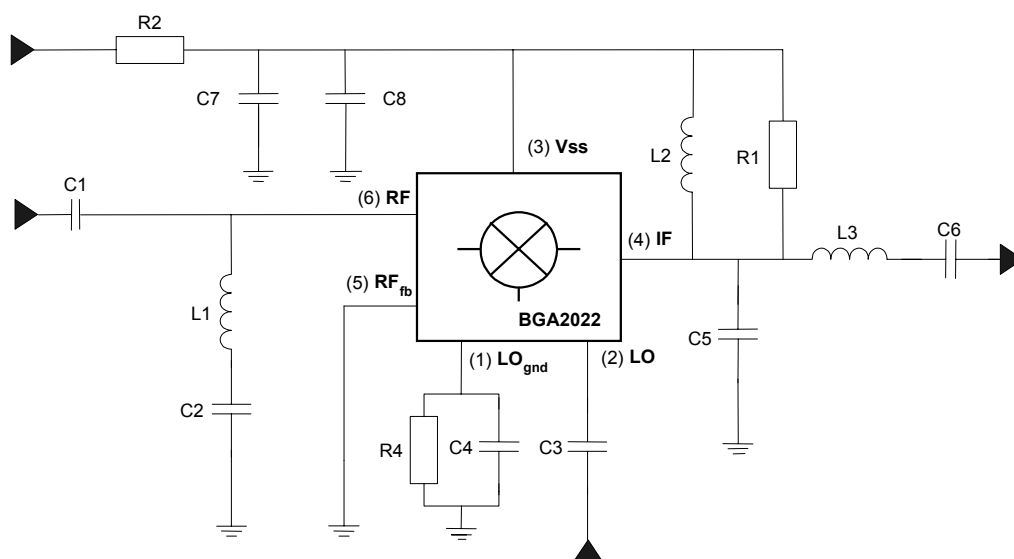 R2
C7
C8
(3) Vss
L2
R1
C1
(6) RF
(4) IF
L3
C6
(5) RFfb
L1
BGA2022
C5
(1) LOgnd
(2) LO
C2
R4
C4
C3